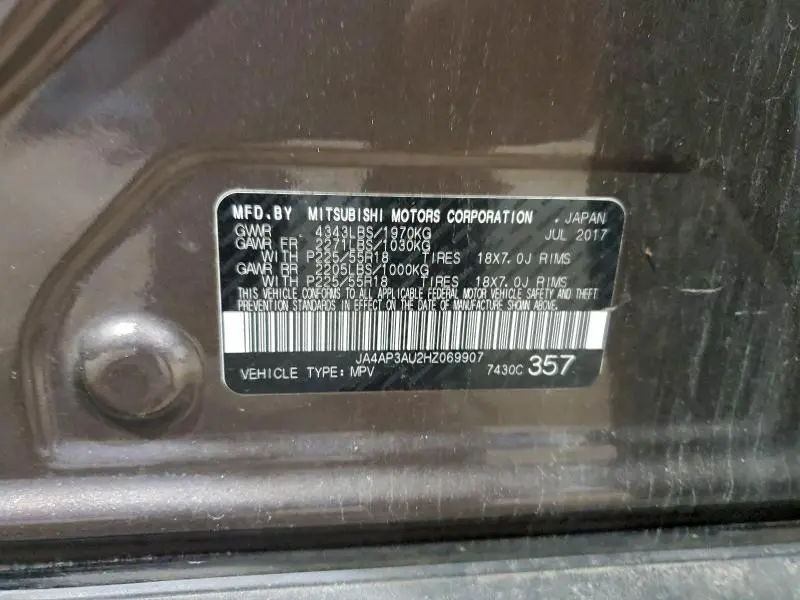 MFD.BY MITSUBISHI MOTORS CORPORATION , JAPAN
GVWR 4343LBS/1970KG JUL 2017
GAWR FR 2271LBS/1030KG
WITH P225/55R18 TIRES 18X7.0J RIMS
GAWR RR 2205LBS/1000KG
WITH P225/55R18 TIRES 18X7.0J RIMS
THIS VEHICLE CONFORMS TO ALL APPLICABLE FEDERAL MOTOR VEHICLE SAFETY AND THEFT
PREVENTION STANDARDS IN EFFECT ON THE DATE OF MANUFACTURE SHOWN ABOVE.
JA4AP3AU2HZ069907
VEHICLE TYPE: MPV 7430C 357